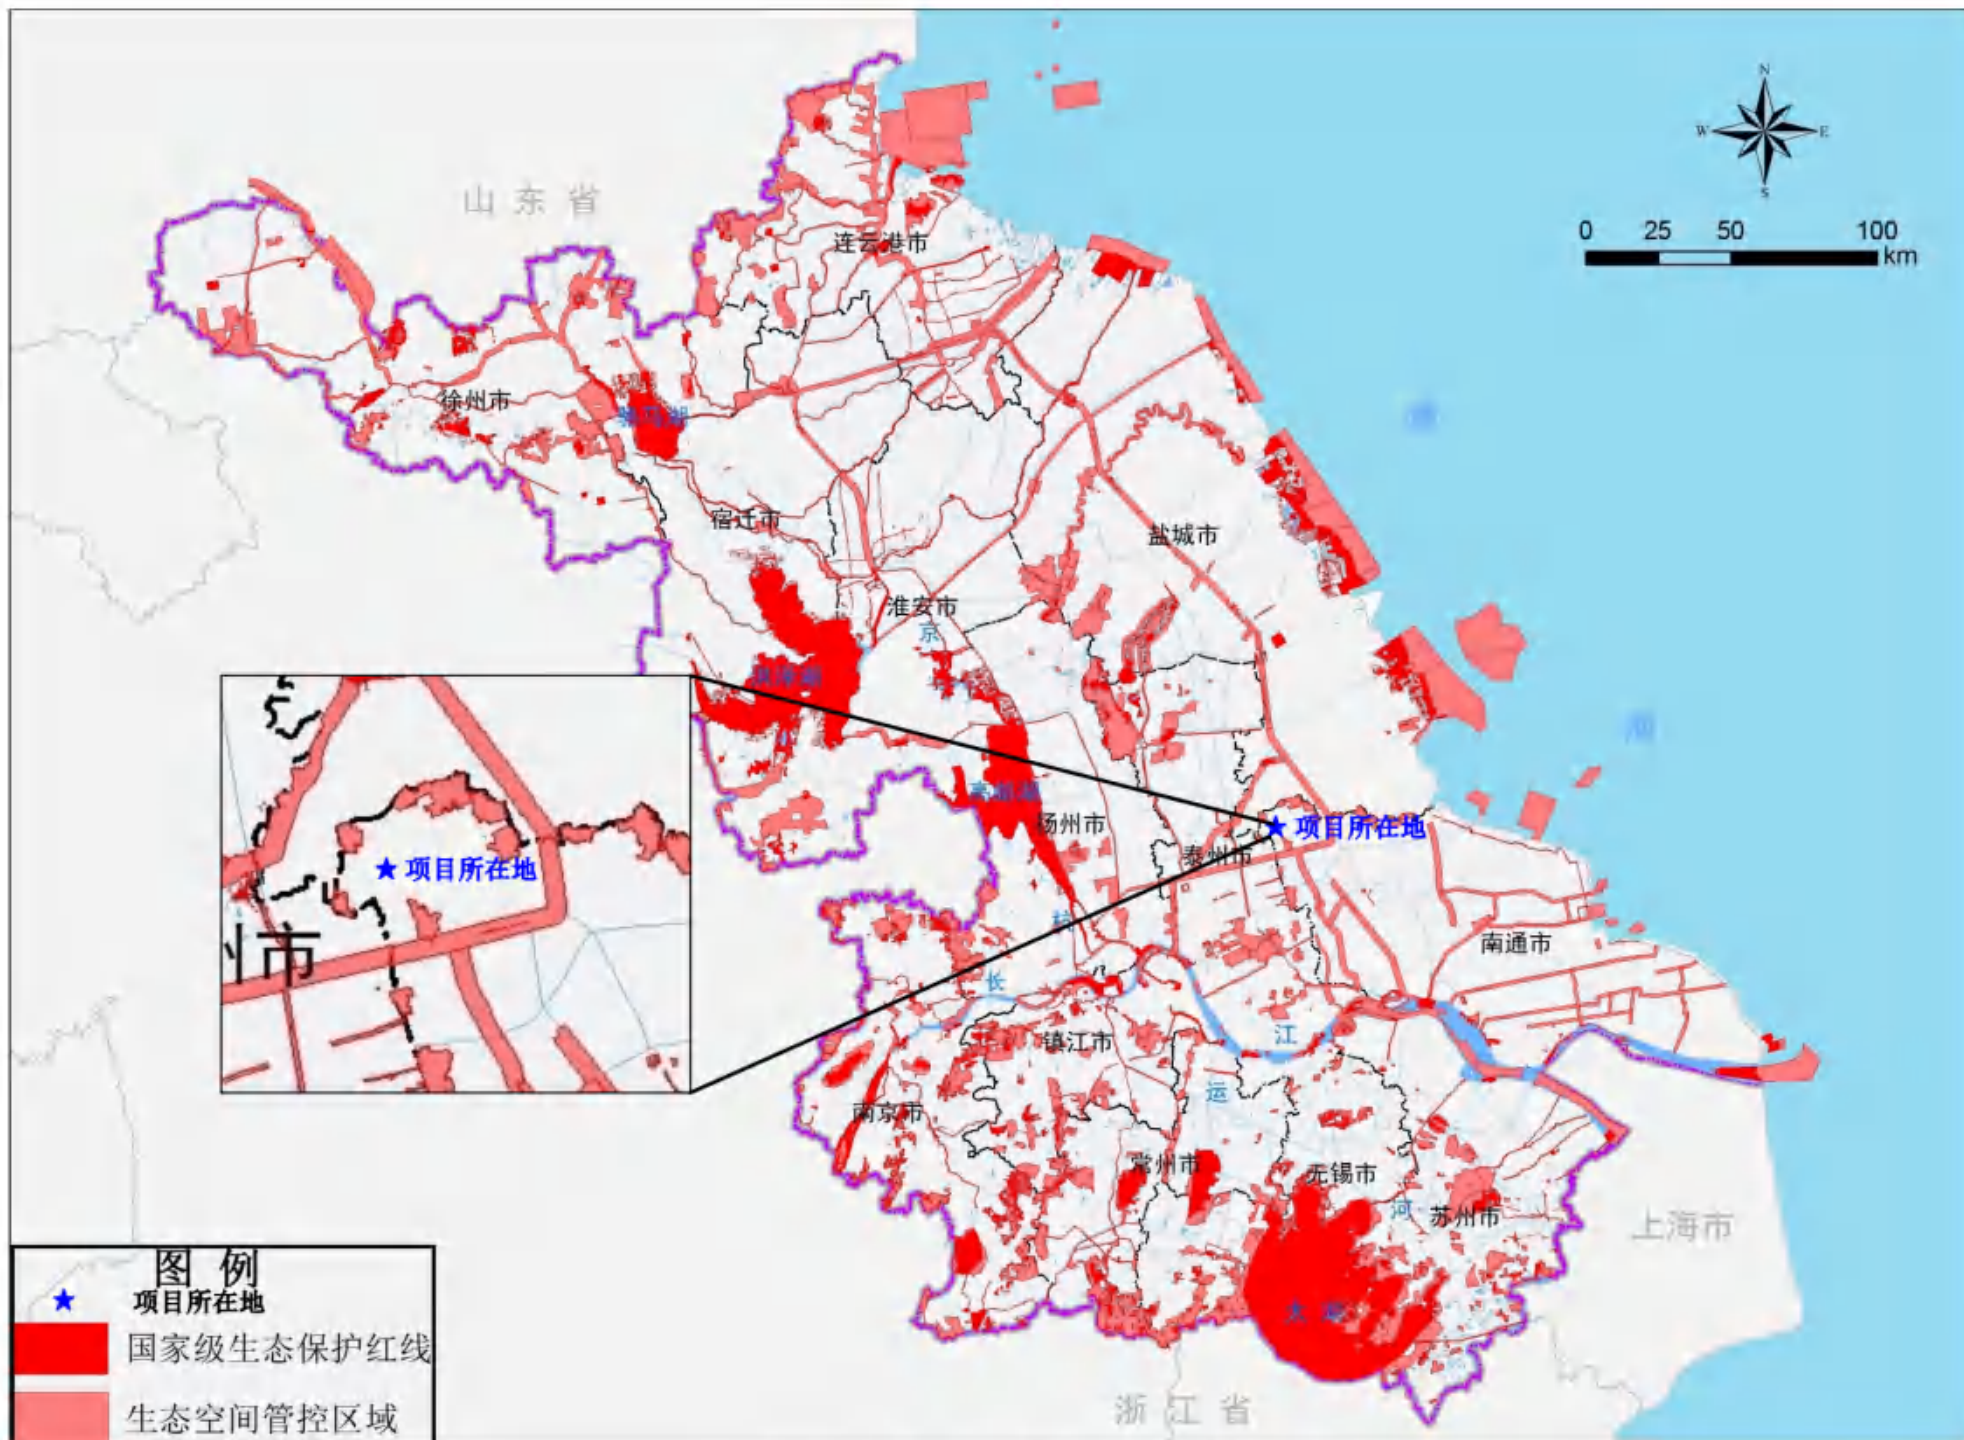 N
W
E
S
0 25 50 100
km
山东省
连云港市
徐州市
骆马湖
宿迁市
盐城市
淮安市
京
洪泽湖
高邮湖
扬州市
项目所在地
泰州市
项目所在地
州市
杭
南通市
长
江
镇江市
运
南京市
常州市
无锡市
河
苏州市
上海市
太湖
浙江省
图例
项目所在地
国家级生态保护红线
生态空间管控区域